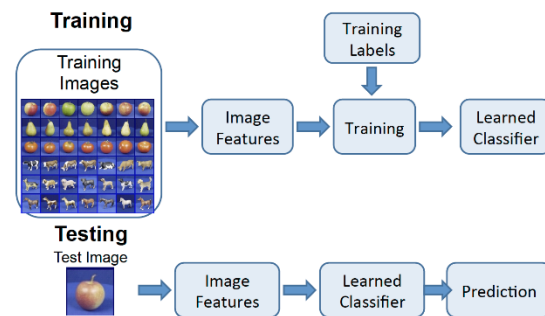 Training
Training
Images
Image
Features
Training
Labels
Training
Learned
Classifier
Testing
Test Image
Image
Features
Learned
Classifier
Prediction